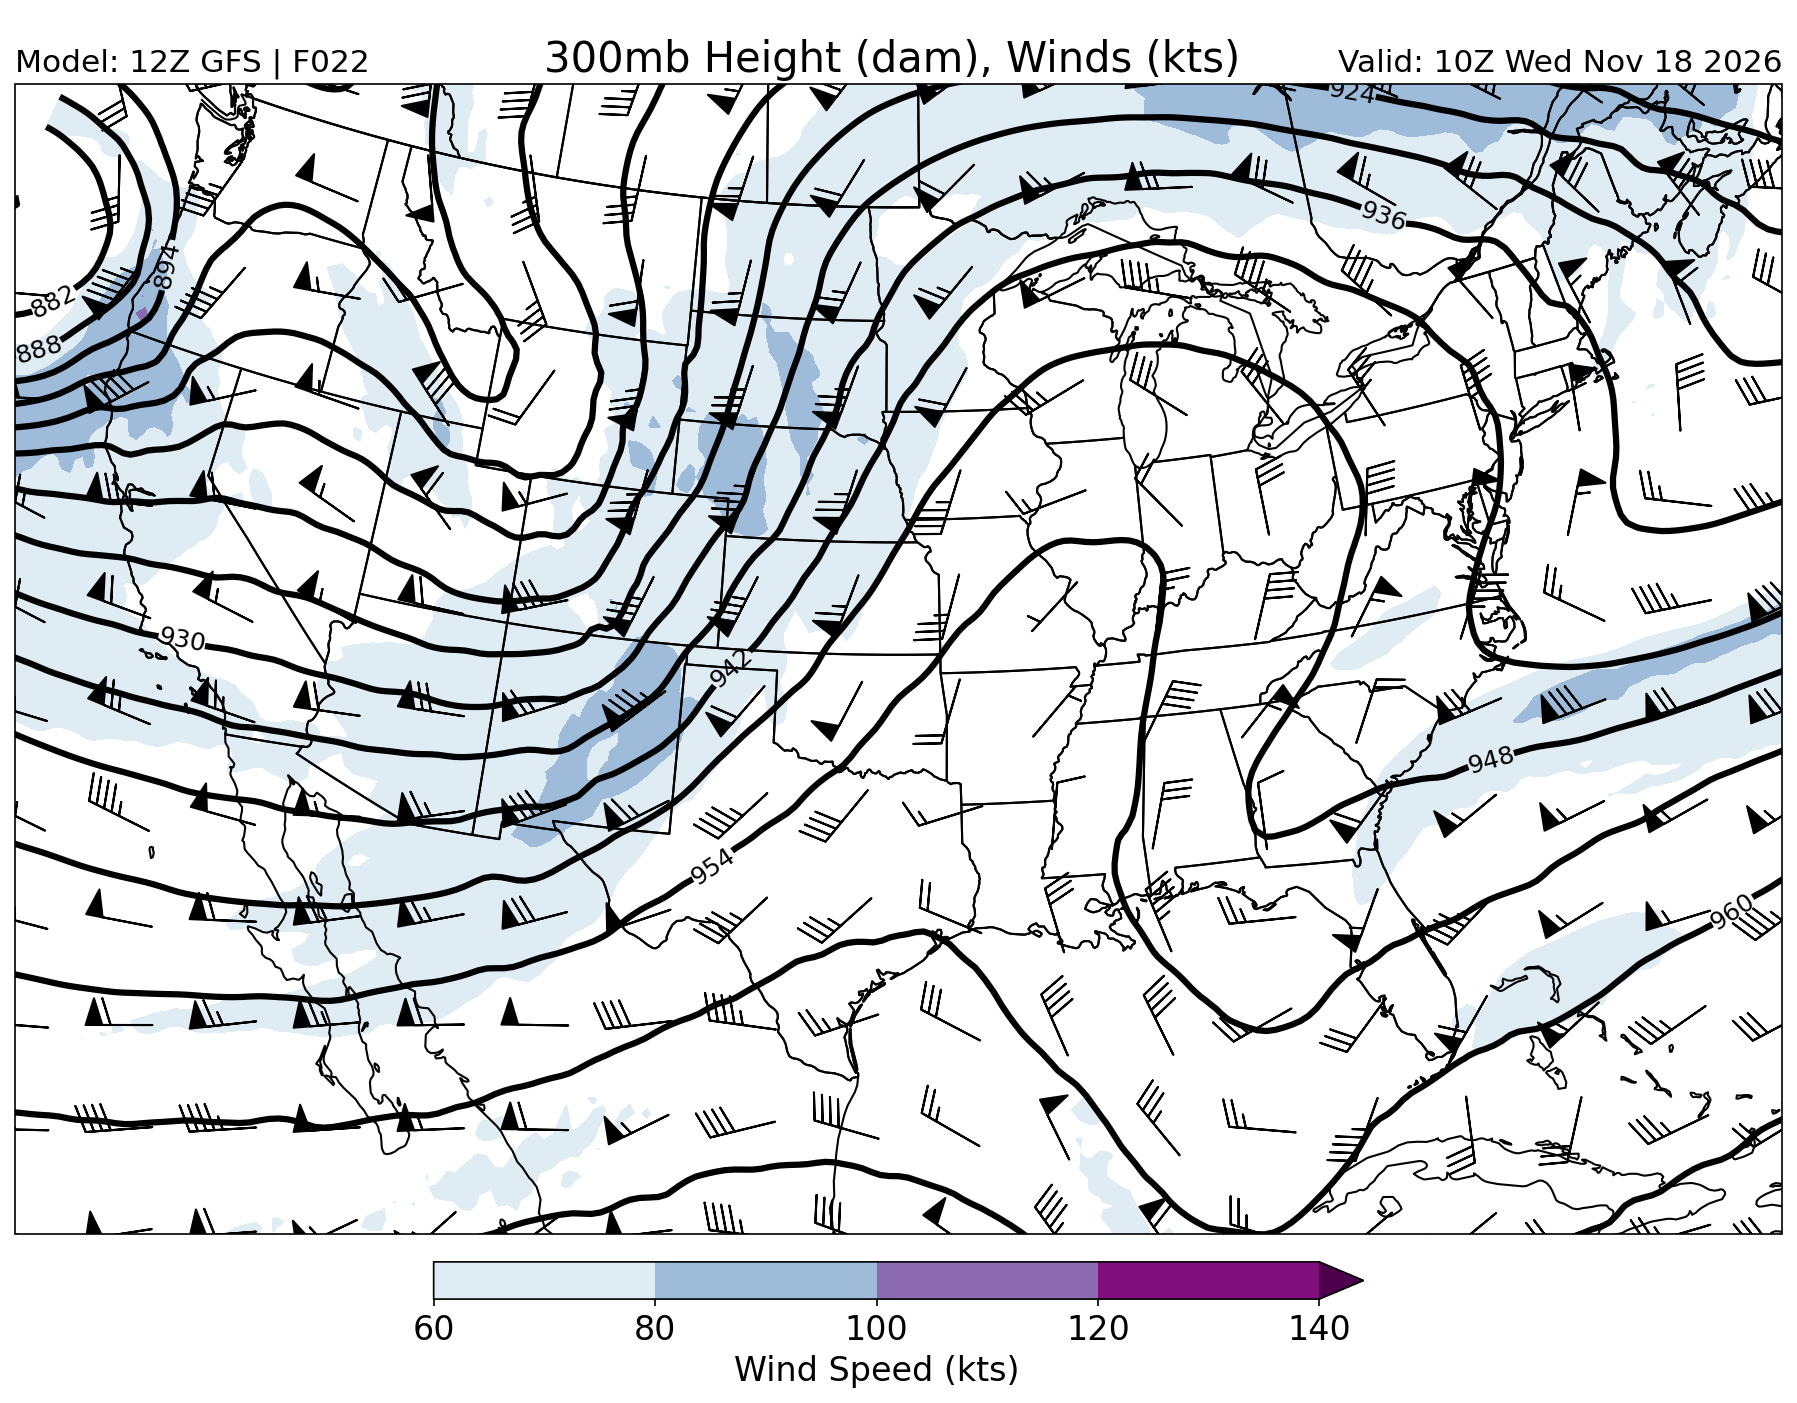 Model: 12Z GFS | F022
300mb Height (dam), Winds (kts)
Valid: 10Z Wed Nov 18 2026
924
936
894
882
888
930
942
948
954
960
60 80 100 120 140
Wind Speed (kts)